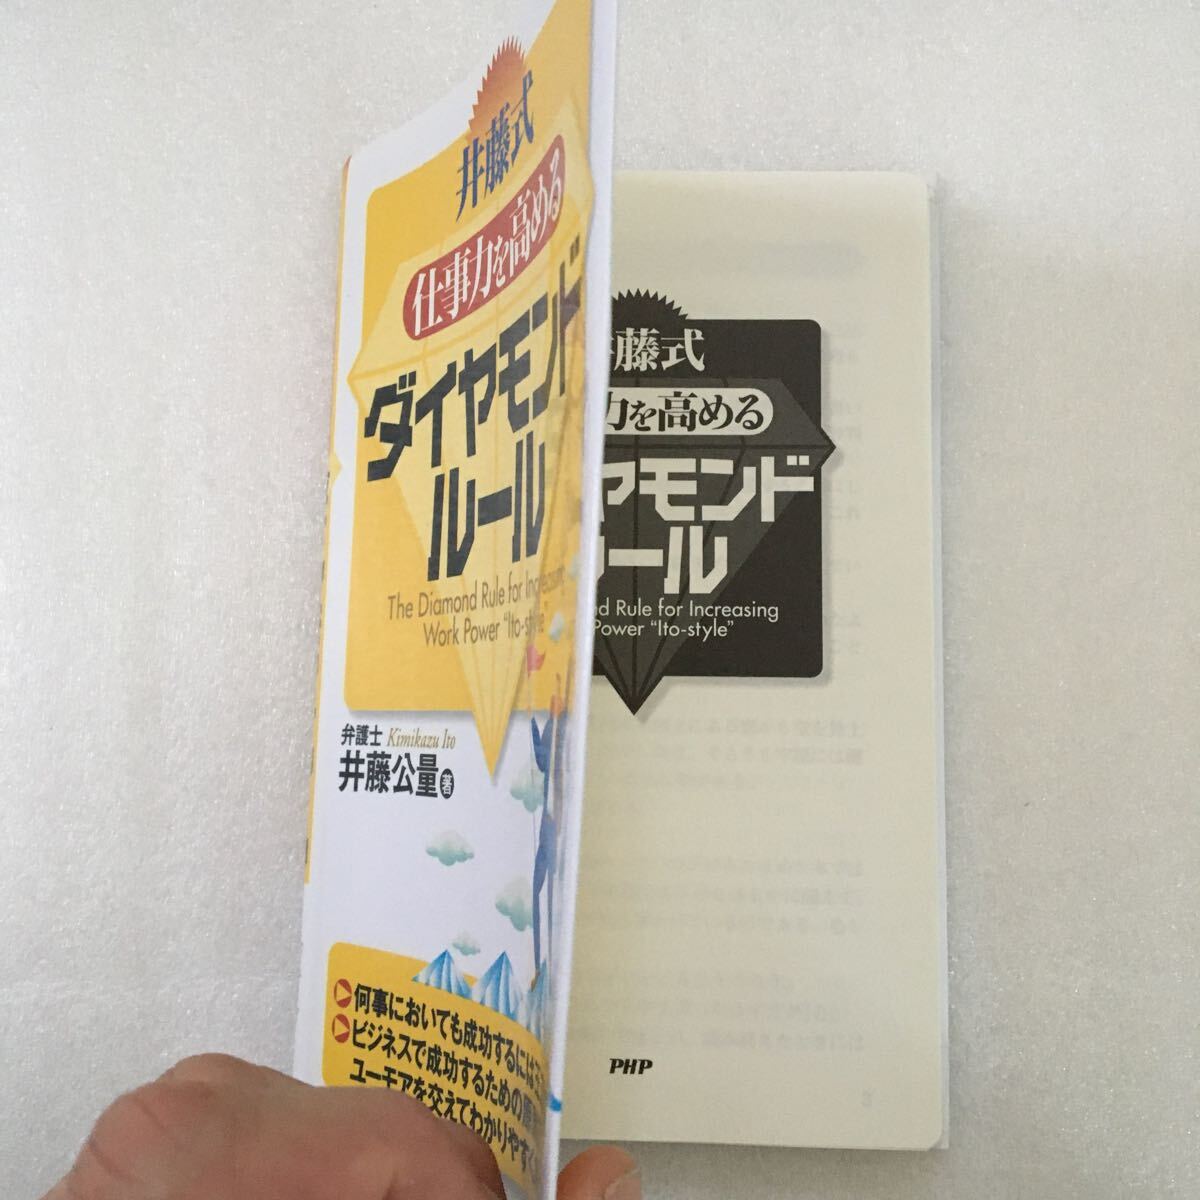 井藤式
仕事力を高める
ダイヤモンド
ルール
The Diamond Rule for Increasing
Work Power "Ito-style"
弁護士 Kimikazu Ito
井藤公量 著
何事においても成功するには
ビジネスで成功するための
ユーモアを交えてわかりやすく
藤式
力を高める
ヤモンド
ール
nd Rule for Increasing
Power "Ito-style"
PHP